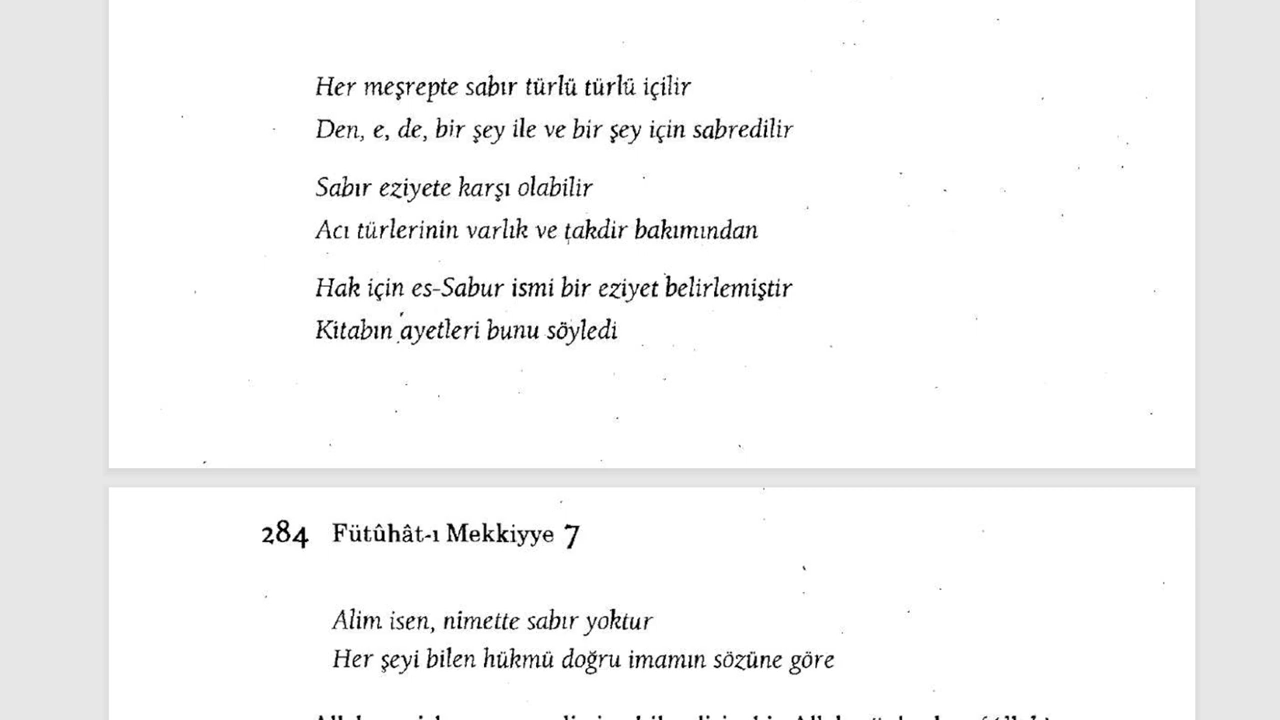 Her meşrepte sabır türlü türlü içilir
Den, e, de, bir şey ile ve bir şey için sabredilir
Sabır eziyete karşı olabilir
Acı türlerinin varlık ve takdir bakımından
Hak için es-Sabur ismi bir eziyet belirlemiştir
Kitabın ayetleri bunu söyledi
284 Fütûhât-ı Mekkiyye 7
Alim isen, nimette sabır yoktur
Her şeyi bilen hükmü doğru imamın sözüne göre